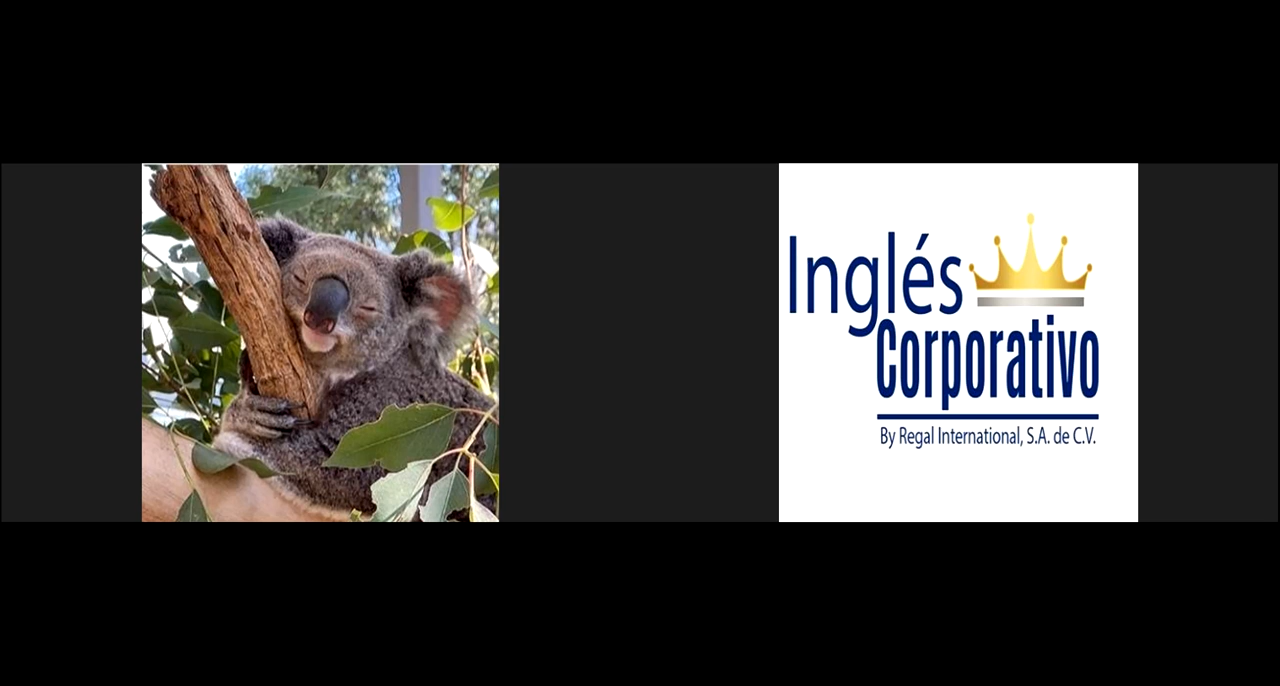 Inglés
Corporativo
By Regal International, S.A. de C.V.